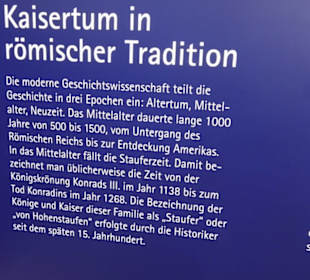 Kaisertum in
römischer Tradition
Die moderne Geschichtswissenschaft teilt die
Geschichte in drei Epochen ein: Altertum, Mittel-
alter, Neuzeit. Das Mittelalter dauerte lange 1000
Jahre von 500 bis 1500, vom Untergang des
Römischen Reichs bis zur Entdeckung Amerikas.
In das Mittelalter fällt die Stauferzeit. Damit be-
zeichnet man üblicherweise die Zeit von der
Königskrönung Konrads III. im Jahr 1138 bis zum
Tod Konradins im Jahr 1268. Die Bezeichnung der
Könige und Kaiser dieser Familie als „Staufer“ oder
„von Hohenstaufen“ erfolgte durch die Historiker
seit dem späten 15. Jahrhundert.